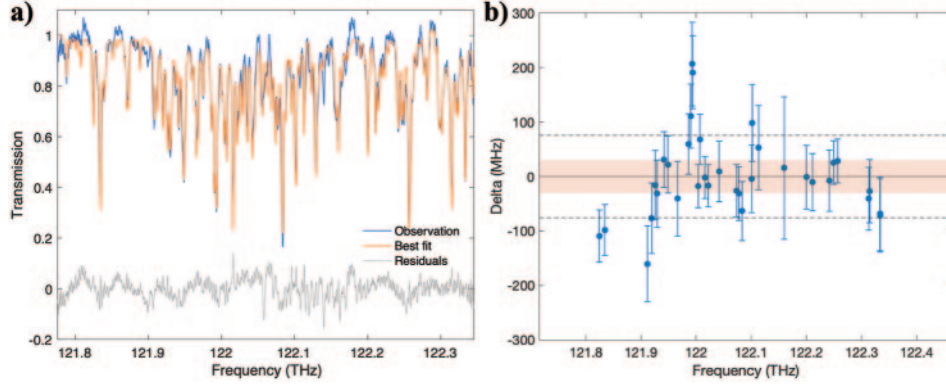 a)
1
0.8
0.6
0.4
0.2
0
-0.2
Transmission
Observation
Best fit
Residuals
121.8 121.9 122 122.1 122.2 122.3
Frequency (THz)
b)
300
200
100
0
-100
-200
-300
Delta (MHz)
121.8 121.9 122 122.1 122.2 122.3 122.4
Frequency (THz)